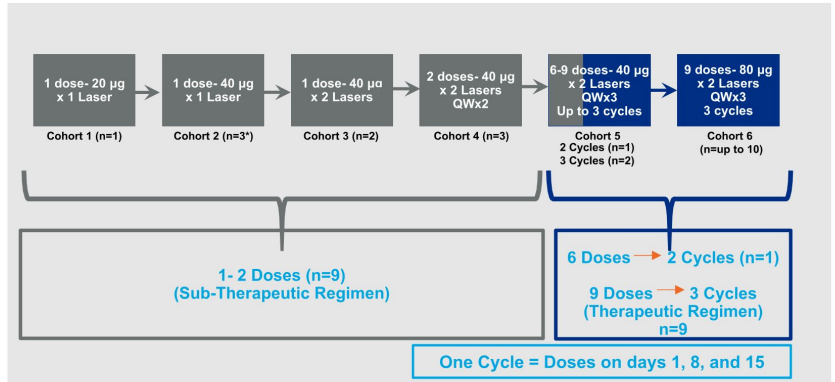 1 dose- 20 µg
x 1 Laser
1 dose- 40 µg
x 1 Laser
1 dose- 40 µg
x 2 Lasers
2 doses- 40 µg
x 2 Lasers
QWx2
6-9 doses- 40 µg
x 2 Lasers
QWx3
Up to 3 cycles
9 doses- 80 µg
x 2 Lasers
QWx3
3 cycles
Cohort 1 (n=1)
Cohort 2 (n=3*)
Cohort 3 (n=2)
Cohort 4 (n=3)
Cohort 5
2 Cycles (n=1)
3 Cycles (n=2)
Cohort 6
(n=up to 10)
1- 2 Doses (n=9)
(Sub-Therapeutic Regimen)
6 Doses → 2 Cycles (n=1)
9 Doses → 3 Cycles
(Therapeutic Regimen)
n=9
One Cycle = Doses on days 1, 8, and 15